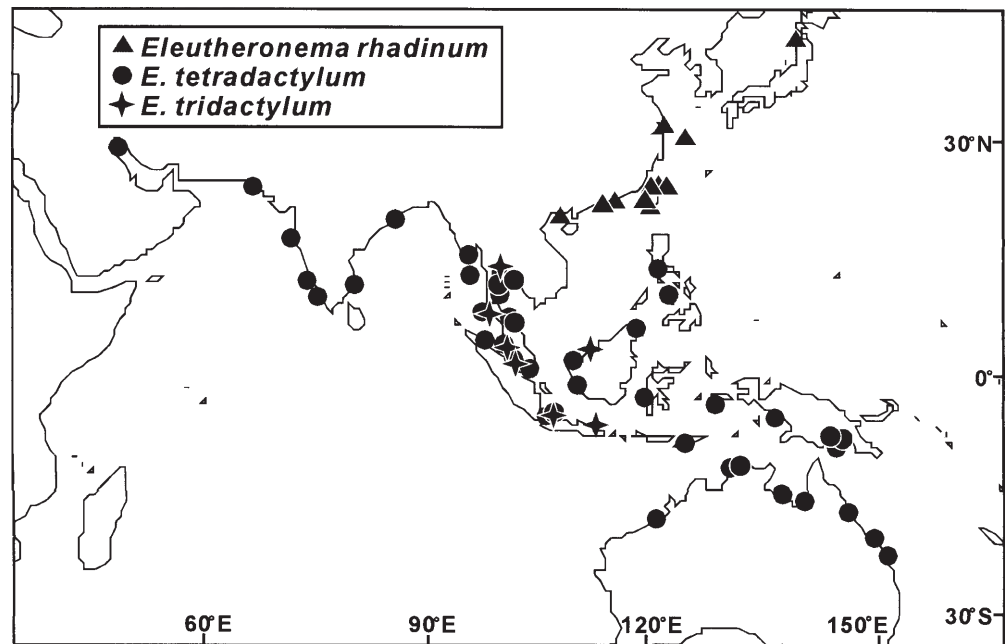 Eleutheronema rhadinum
E. tetradactylum
E. tridactylum
30°N
0°
30°S
60°E
90°E
120°E
150°E